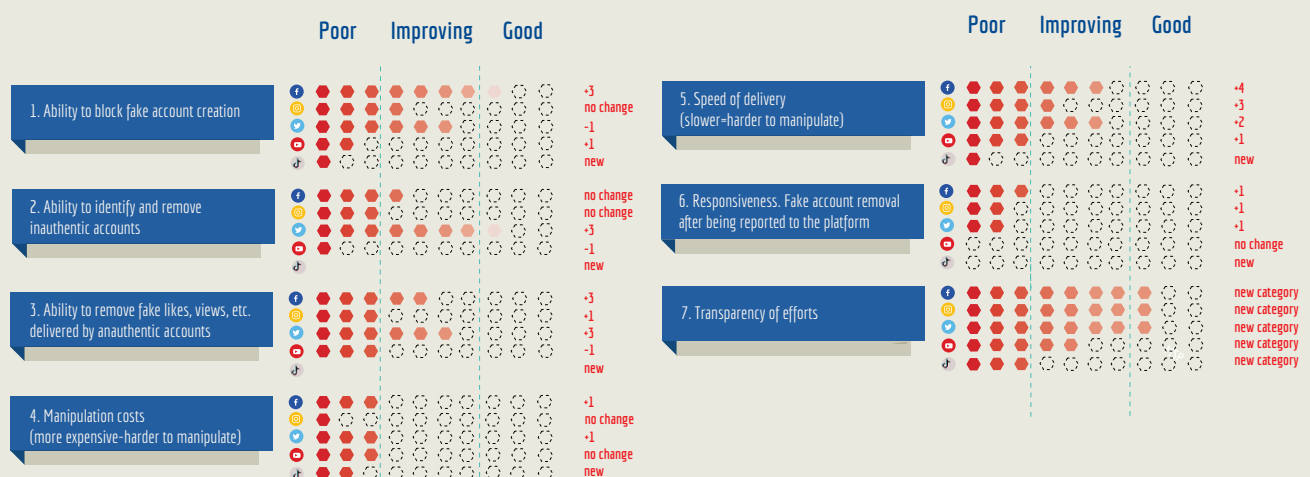 Poor Improving Good
1. Ability to block fake account creation
+3
no change
-1
+1
new
2. Ability to identify and remove
inauthentic accounts
no change
no change
+3
-1
new
3. Ability to remove fake likes, views, etc.
delivered by anauthentic accounts
+3
+1
+3
-1
new
4. Manipulation costs
(more expensive-harder to manipulate)
+1
no change
+1
no change
new
Poor Improving Good
5. Speed of delivery
(slower=harder to manipulate)
+4
+3
+2
+1
new
6. Responsiveness. Fake account removal
after being reported to the platform
+1
+1
+1
no change
new
7. Transparency of efforts
new category
new category
new category
new category
new category